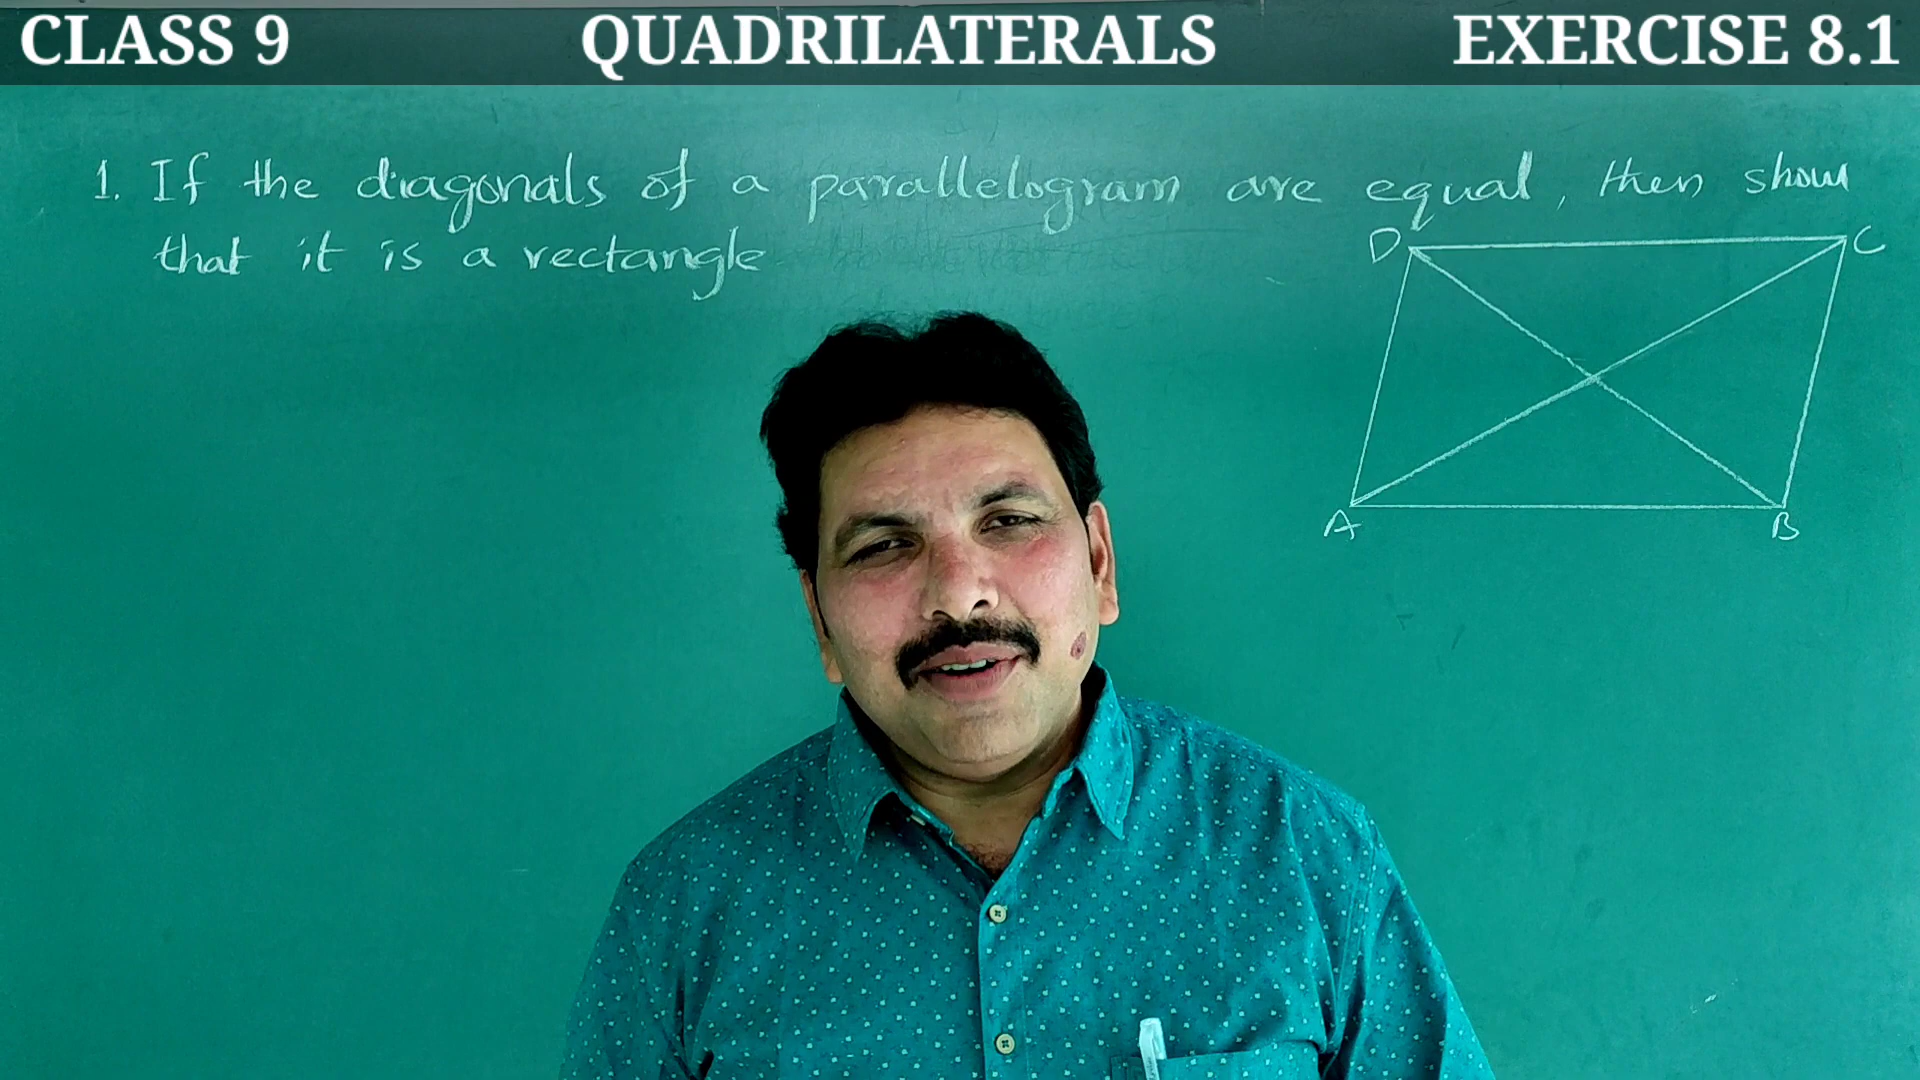 CLASS 9 QUADRILATERALS EXERCISE 8.1
1. If the diagonals of a parallelogram are equal, then show
that it is a rectangle
D C
A B